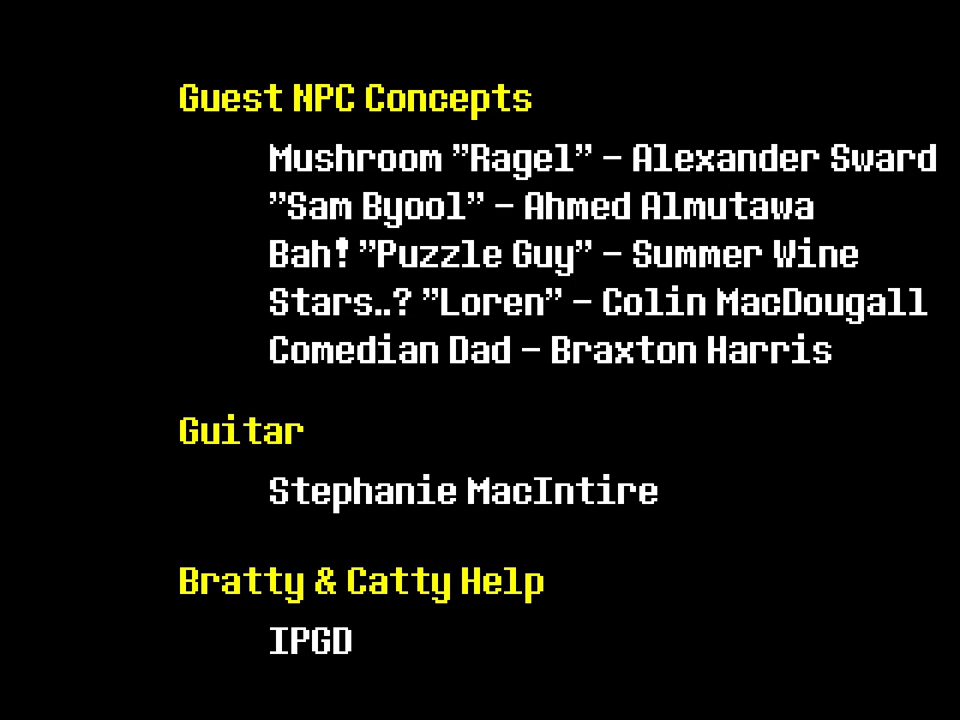 Guest NPC Concepts
Mushroom "Ragel" - Alexander Sward
"Sam Byool" - Ahmed Almutawa
Bah! "Puzzle Guy" - Summer Wine
Stars..? "Loren" - Colin MacDougall
Comedian Dad - Braxton Harris
Guitar
Stephanie MacIntire
Bratty & Catty Help
IPGD